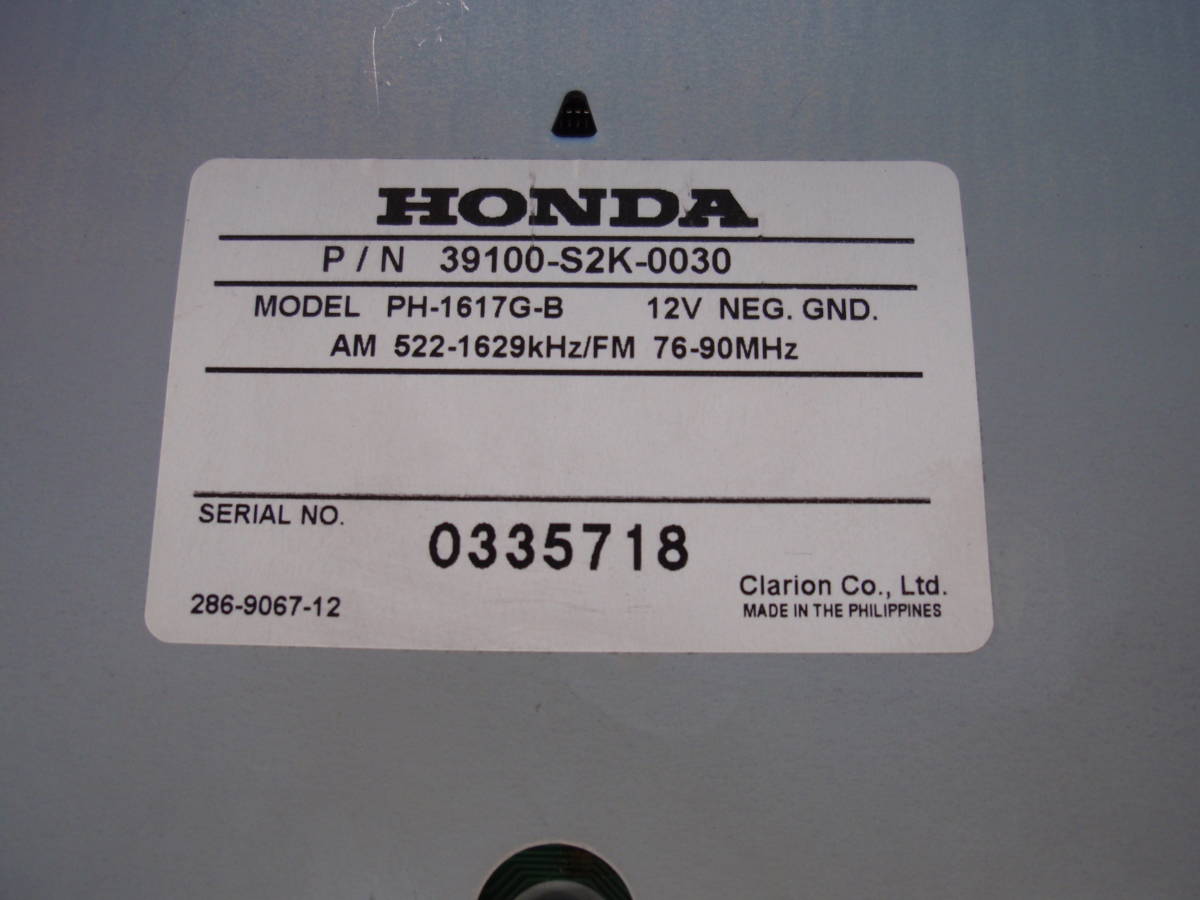 HONDA
P / N 39100-S2K-0030
MODEL PH-1617G-B 12V NEG. GND.
AM 522-1629kHz/FM 76-90MHz
SERIAL NO.
0335718
286-9067-12
Clarion Co., Ltd.
MADE IN THE PHILIPPINES